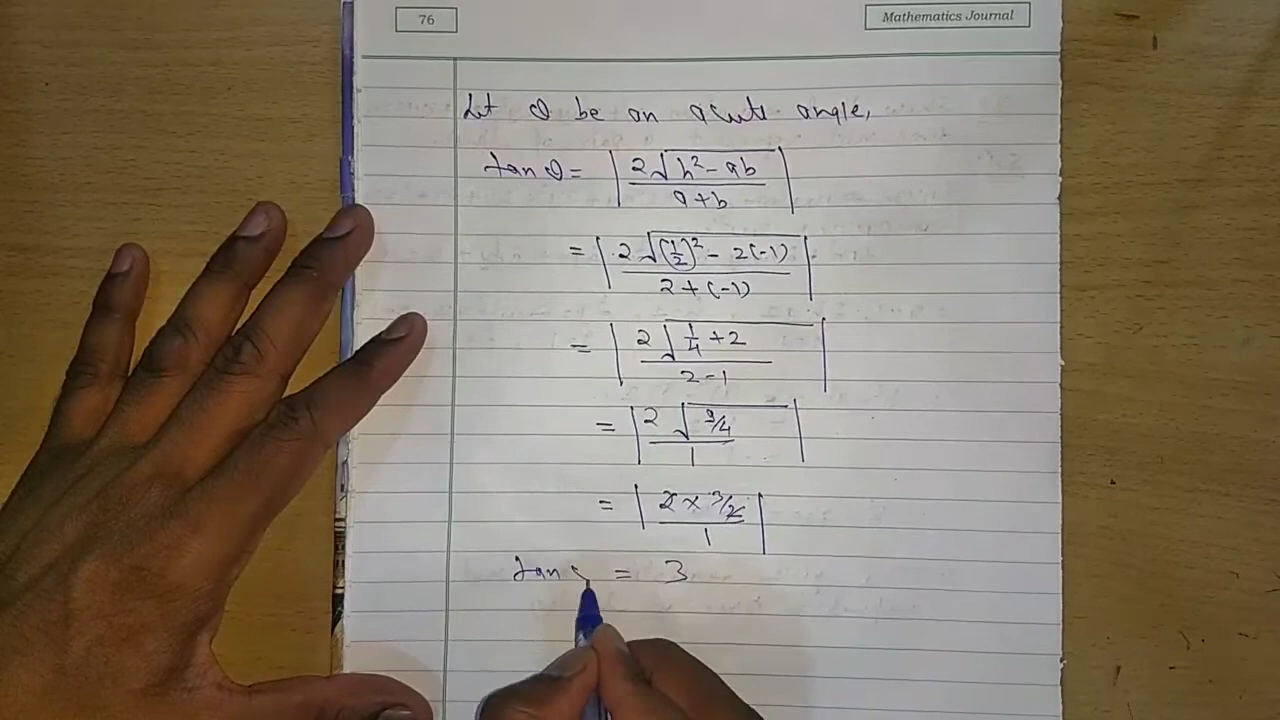 76
Mathematics Journal
Let θ be an acute angle,
tan θ = | 2√(h² - ab) / a + b |
= | 2√((1/2)² - 2(-1)) / 2 + (-1) |
= | 2√(1/4 + 2) / 2 - 1 |
= | 2√(9/4) / 1 |
= | 2 × 3/2 / 1 |
tan = 3